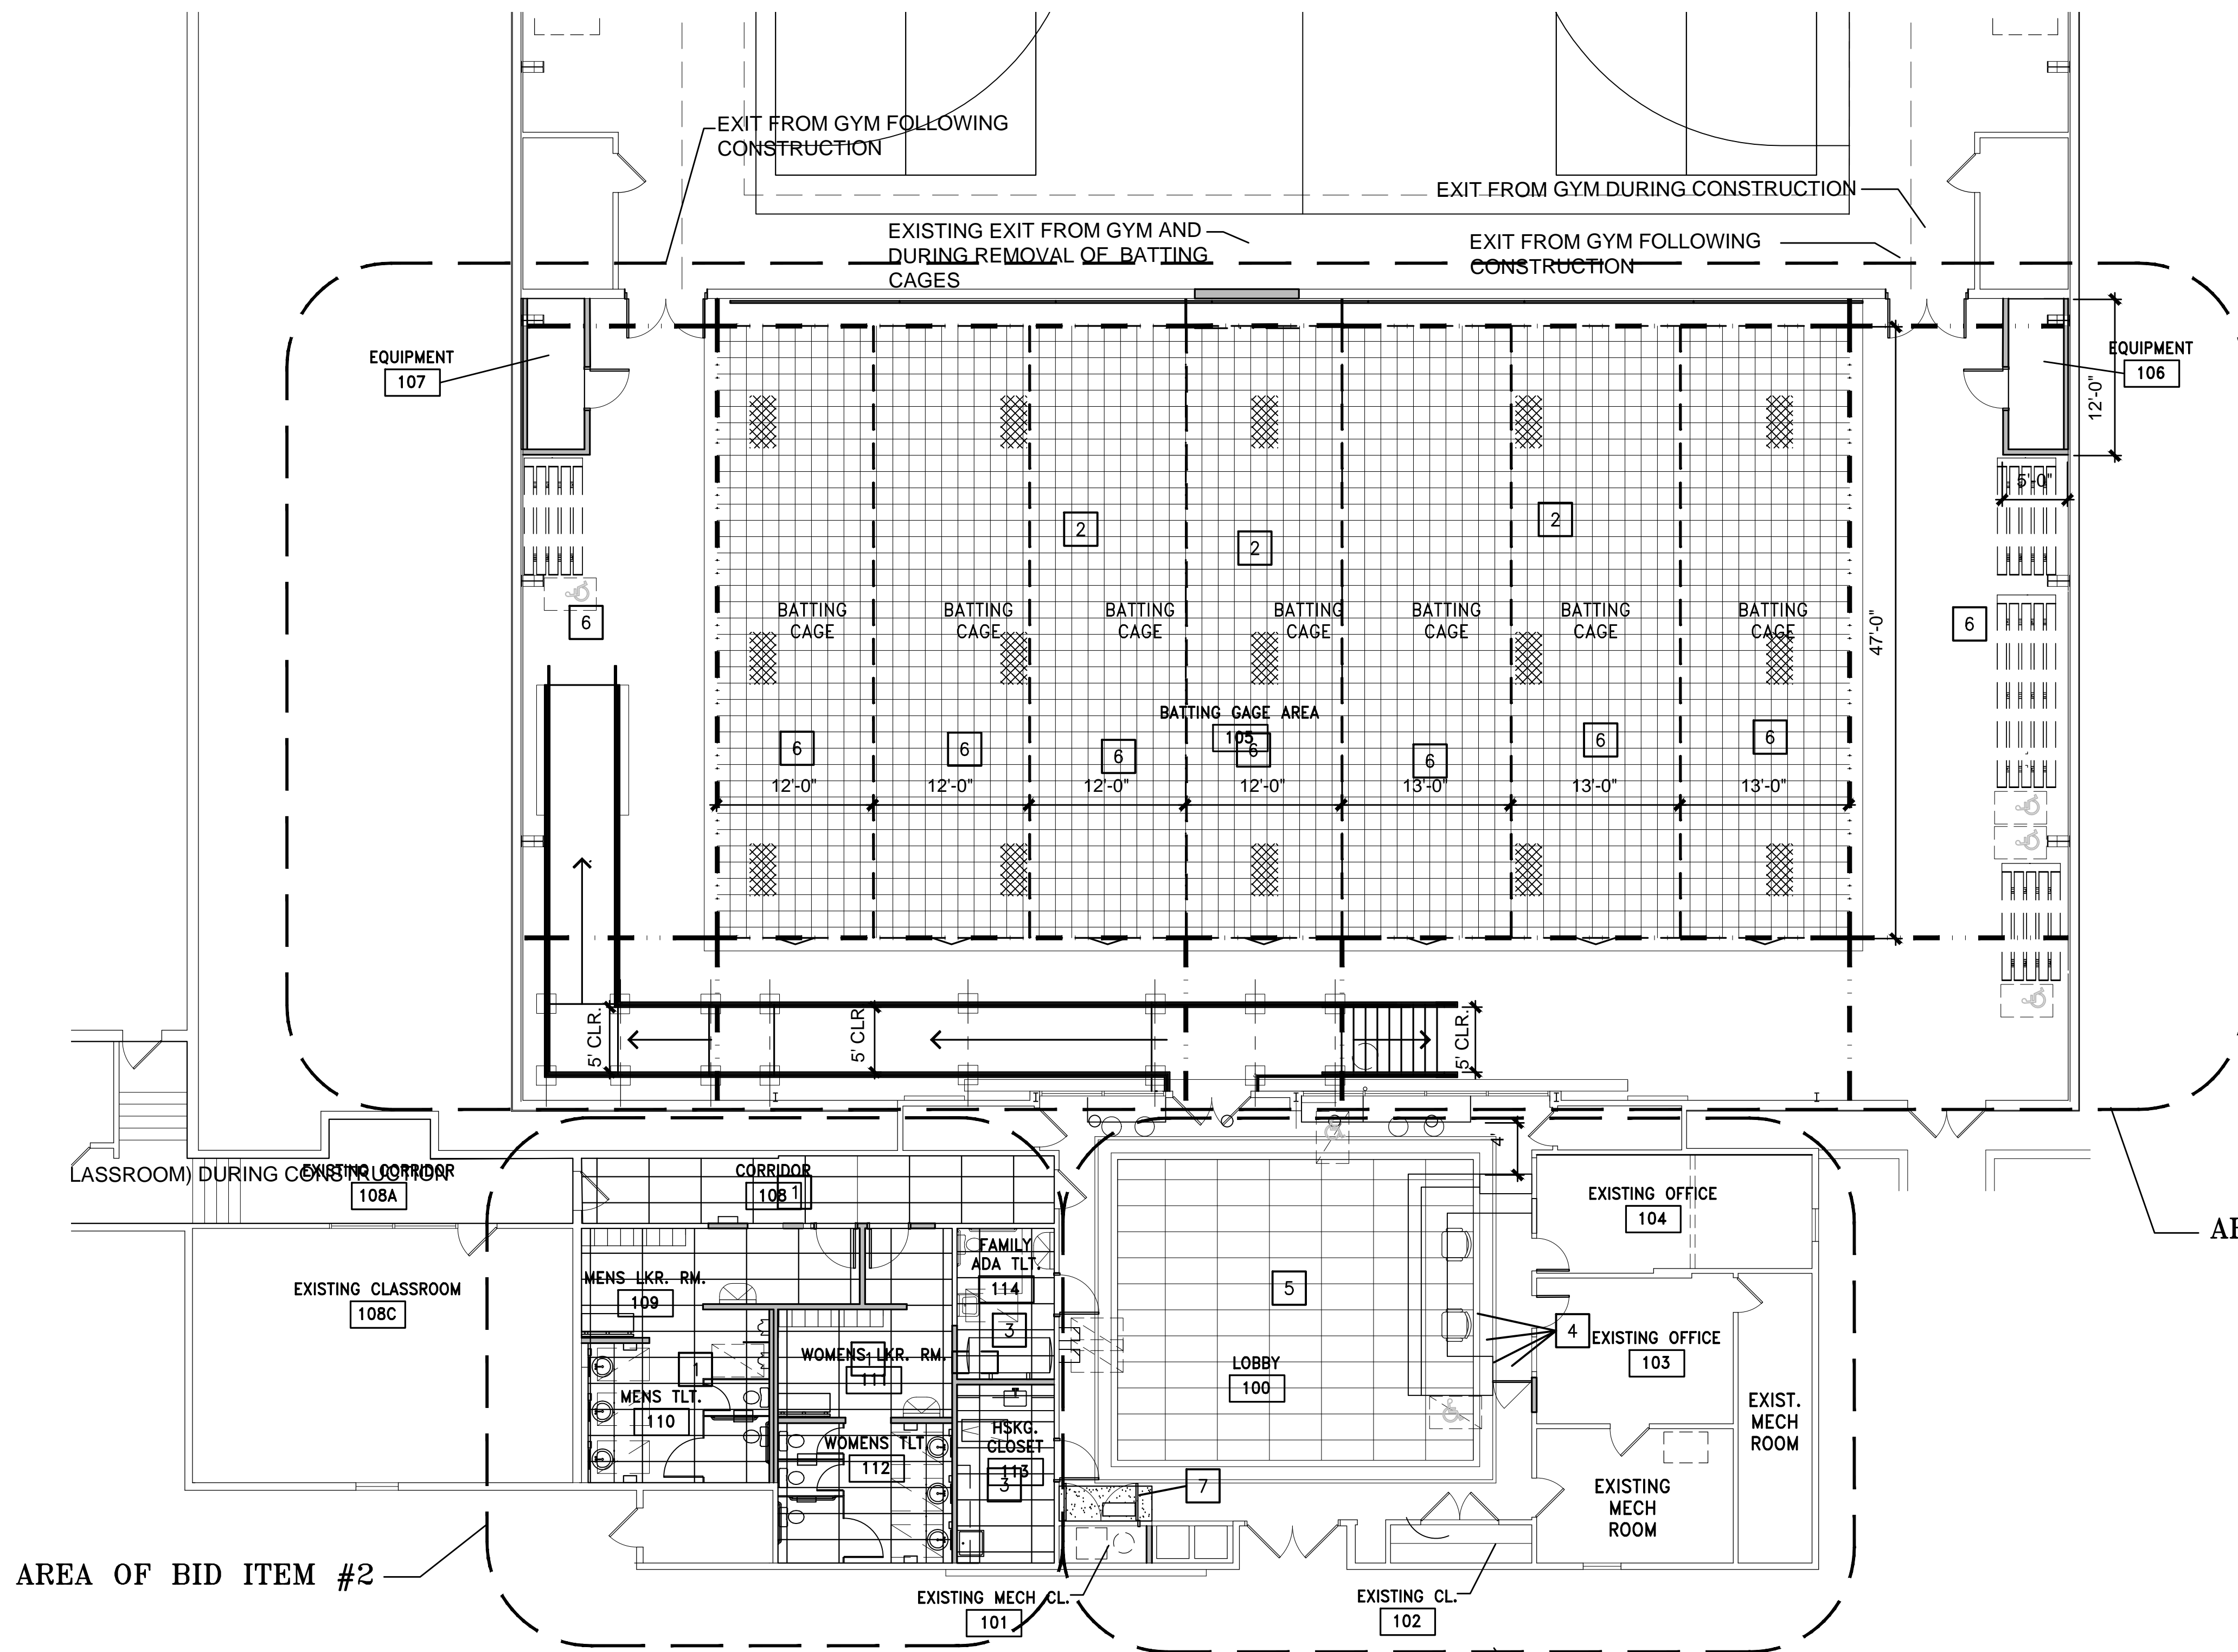 EXIT FROM GYM FOLLOWING
CONSTRUCTION
EXIT FROM GYM DURING CONSTRUCTION
EXISTING EXIT FROM GYM AND
DURING REMOVAL OF BATTING
CAGES
EXIT FROM GYM FOLLOWING
CONSTRUCTION
EQUIPMENT
107
EQUIPMENT
106
12'-0"
5'-0"
2
2
2
6
6
BATTING
CAGE
BATTING
CAGE
BATTING
CAGE
BATTING
CAGE
BATTING
CAGE
BATTING
CAGE
BATTING
CAGE
47'-0"
BATTING GAGE AREA
105
6
6
6
6
6
6
6
12'-0"
12'-0"
12'-0"
12'-0"
13'-0"
13'-0"
13'-0"
5' CLR.
5' CLR.
5' CLR.
4'
LASSROOM) DURING CONSTRUCTION
EXISTING CORRIDOR
108A
CORRIDOR
108
1
EXISTING OFFICE
104
FAMILY
ADA TLT.
114
3
MENS LKR. RM.
109
EXISTING CLASSROOM
108C
5
4
EXISTING OFFICE
103
1
WOMENS LKR. RM.
111
1
LOBBY
100
MENS TLT.
110
WOMENS TLT.
112
HSKG.
CLOSET
113
3
7
EXIST.
MECH
ROOM
EXISTING
MECH
ROOM
AREA OF BID ITEM #2
EXISTING MECH CL.
101
EXISTING CL.
102